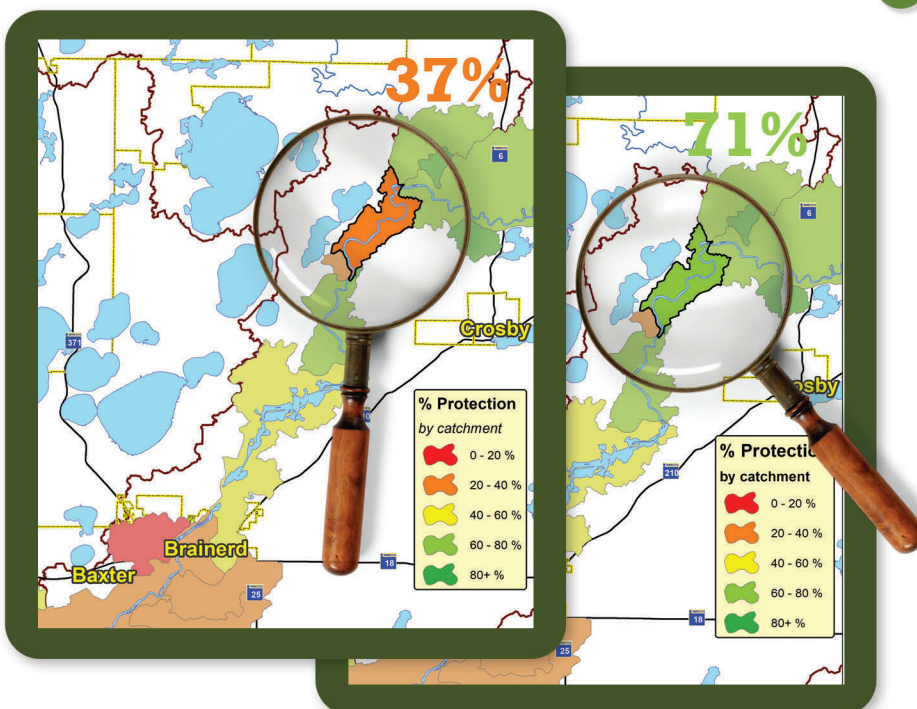 37%
6
371
Crosby
% Protection
by catchment
0 - 20 %
20 - 40 %
40 - 60 %
60 - 80 %
80+ %
Brainerd
Baxter
18
25
71%
6
osby
210
% Protectio
by catchment
0 - 20 %
20 - 40 %
40 - 60 %
60 - 80 %
80+ %
18
25